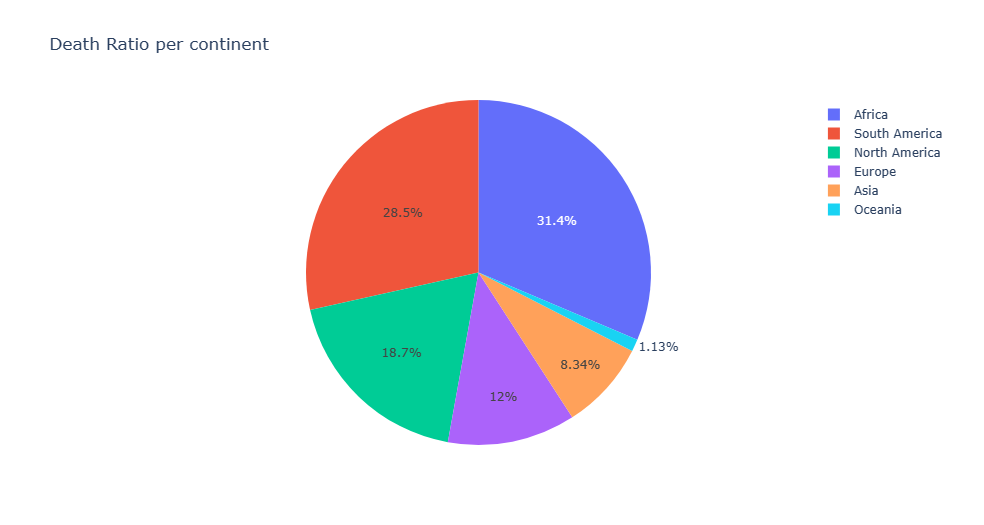 Death Ratio per continent
Africa
South America
North America
Europe
Asia
Oceania
28.5%
31.4%
18.7%
1.13%
8.34%
12%